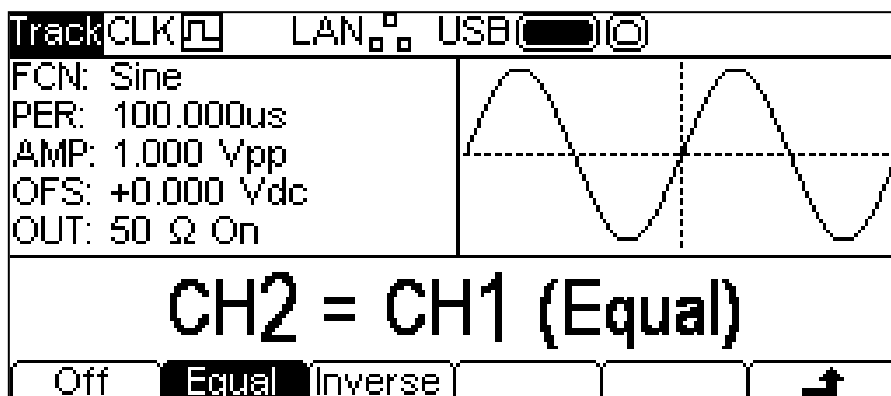 Track CLK LAN USB
FCN: Sine
PER: 100.000us
AMP: 1.000 Vpp
OFS: +0.000 Vdc
OUT: 50 Ω On
CH2 = CH1 (Equal)
Off Equal Inverse